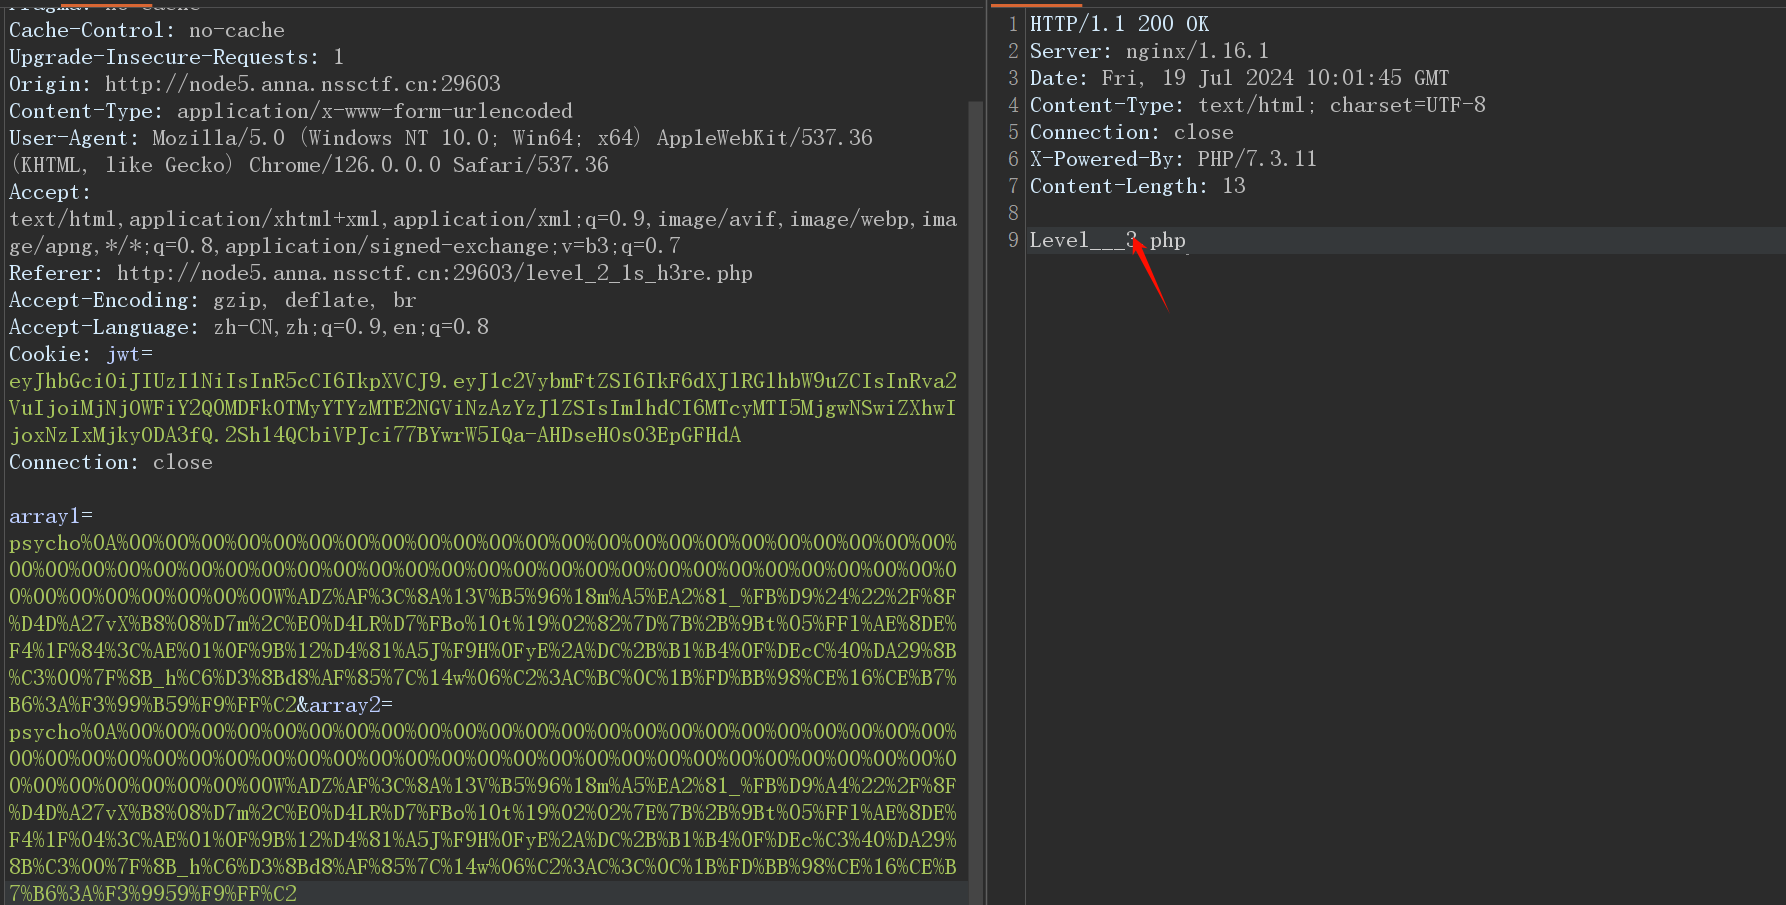 Pragma: no-cache
Cache-Control: no-cache
Upgrade-Insecure-Requests: 1
Origin: http://node5.anna.nssctf.cn:29603
Content-Type: application/x-www-form-urlencoded
User-Agent: Mozilla/5.0 (Windows NT 10.0; Win64; x64) AppleWebKit/537.36
(KHTML, like Gecko) Chrome/126.0.0.0 Safari/537.36
Accept:
text/html,application/xhtml+xml,application/xml;q=0.9,image/avif,image/webp,ima
ge/apng,*/*;q=0.8,application/signed-exchange;v=b3;q=0.7
Referer: http://node5.anna.nssctf.cn:29603/level_2_1s_h3re.php
Accept-Encoding: gzip, deflate, br
Accept-Language: zh-CN,zh;q=0.9,en;q=0.8
Cookie: jwt=
eyJhbGciOiJIUzI1NiIsInR5cCI6IkpXVCJ9.eyJ1c2VybmFtZSI6IkF6dXJlRGlhbW9uZCIsInRva2
VuIjoiMjNjOWFiY2Q0MDFkOTMyYTYzMTE2NGViNzAzYzJlZSIsImlhdCI6MTcyMTI5MjgwNSwiZXhwI
joxNzIxMjkyODA3fQ.2Sh14QCbiVPJci77BYwrW5IQa-AHDseHOsO3EpGFHdA
Connection: close
array1=
psycho%0A%00%00%00%00%00%00%00%00%00%00%00%00%00%00%00%00%00%00%00%00%00%00%00%
00%00%00%00%00%00%00%00%00%00%00%00%00%00%00%00%00%00%00%00%00%00%00%00%00%00%0
0%00%00%00%00%00%00%00W%ADZ%AF%3C%8A%13V%B5%96%18m%A5%EA2%81_%FB%D9%24%22%2F%8F
%D4D%A27vX%B8%08%D7m%2C%E0%D4LR%D7%FBo%10t%19%02%82%7D%7B%2B%9Bt%05%FFl%AE%8DE%
F4%1F%84%3C%AE%01%0F%9B%12%D4%81%A5J%F9H%0FyE%2A%DC%2B%B1%B4%0F%DEcC%40%DA29%8B
%C3%00%7F%8B_h%C6%D3%8Bd8%AF%85%7C%14w%06%C2%3AC%BC%0C%1B%FD%BB%98%CE%16%CE%B7%
B6%3A%F3%99%B59%F9%FF%C2&array2=
psycho%0A%00%00%00%00%00%00%00%00%00%00%00%00%00%00%00%00%00%00%00%00%00%00%00%
00%00%00%00%00%00%00%00%00%00%00%00%00%00%00%00%00%00%00%00%00%00%00%00%00%00%0
0%00%00%00%00%00%00%00W%ADZ%AF%3C%8A%13V%B5%96%18m%A5%EA2%81_%FB%D9%A4%22%2F%8F
%D4D%A27vX%B8%08%D7m%2C%E0%D4LR%D7%FBo%10t%19%02%02%7E%7B%2B%9Bt%05%FFl%AE%8DE%
F4%1F%04%3C%AE%01%0F%9B%12%D4%81%A5J%F9H%0FyE%2A%DC%2B%B1%B4%0F%DEc%C3%40%DA29%
8B%C3%00%7F%8B_h%C6%D3%8Bd8%AF%85%7C%14w%06%C2%3AC%3C%0C%1B%FD%BB%98%CE%16%CE%B
7%B6%3A%F3%9959%F9%FF%C2
1 HTTP/1.1 200 OK
2 Server: nginx/1.16.1
3 Date: Fri, 19 Jul 2024 10:01:45 GMT
4 Content-Type: text/html; charset=UTF-8
5 Connection: close
6 X-Powered-By: PHP/7.3.11
7 Content-Length: 13
8
9 Level___3.php